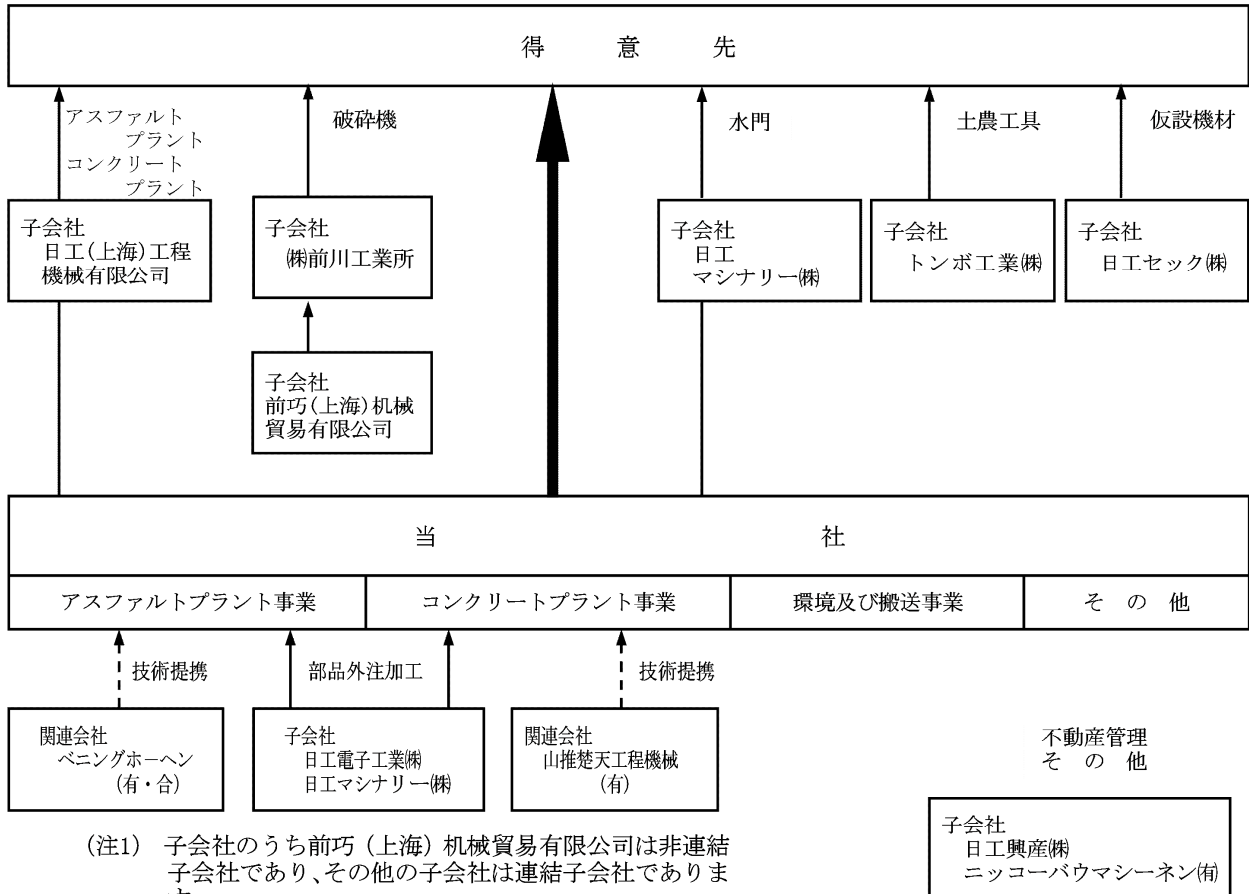 得意先
アスファルト
プラント
コンクリート
プラント
破砕機
水門
土農工具
仮設機材
子会社
日工(上海)工程
機械有限公司
子会社
㈱前川工業所
子会社
日工
マシナリー㈱
子会社
トンボ工業㈱
子会社
日工セック㈱
子会社
前巧(上海)机械
貿易有限公司
当社
アスファルトプラント事業
コンクリートプラント事業
環境及び搬送事業
その他
技術提携
部品外注加工
技術提携
関連会社
ベニングホーヘン
(有・合)
子会社
日工電子工業㈱
日工マシナリー㈱
関連会社
山推楚天工程機械
(有)
不動産管理
その他
子会社
日工興産㈱
ニッコーバウマシーネン㈲
(注1) 子会社のうち前巧(上海)机械貿易有限公司は非連結
子会社であり、その他の子会社は連結子会社でありま